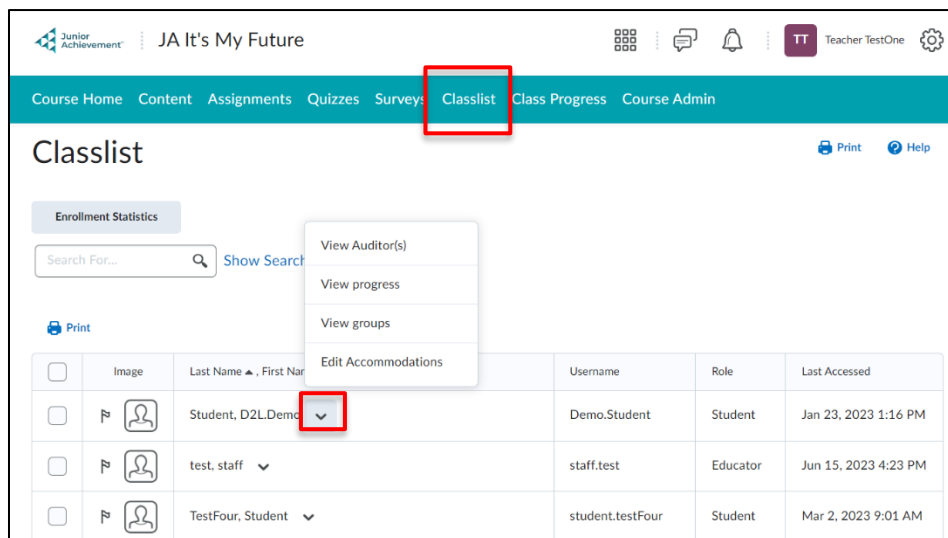 Junior
Achievement
JA It's My Future
TT
Teacher TestOne
Course Home Content Assignments Quizzes Surveys Classlist Class Progress Course Admin
Classlist
Print Help
Enrollment Statistics
View Auditor(s)
Search For... Show Search
View progress
View groups
Print
Edit Accommodations
Image Last Name , First Username Role Last Accessed
Student, D2L.Demo Demo.Student Student Jan 23, 2023 1:16 PM
test, staff staff.test Educator Jun 15, 2023 4:23 PM
TestFour, Student student.testFour Student Mar 2, 2023 9:01 AM